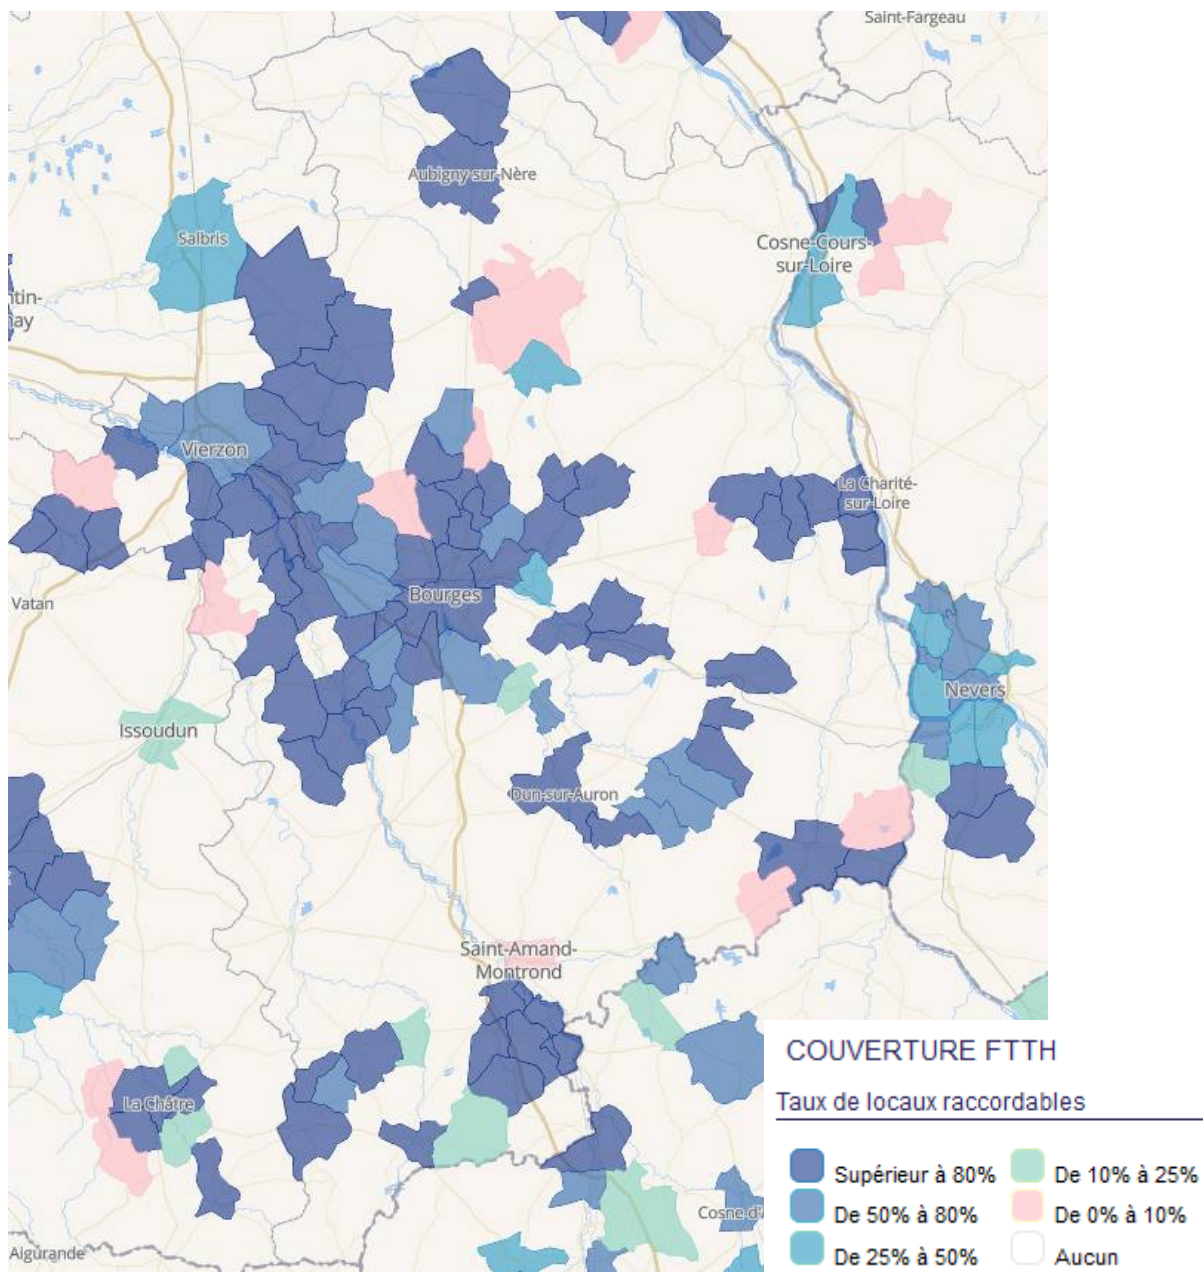 Saint-Fargeau
Aubigny-sur-Nère
Salbris
Cosne-Cours-
sur-Loire
tin-
ay
Vierzon
La Charité-
sur-Loire
Vatan
Bourges
Nevers
Issoudun
Dun-sur-Auron
Saint-Amand-
Montrond
La Châtre
Cosne-d'
Aigurande
COUVERTURE FTTH
Taux de locaux raccordables
Supérieur à 80%
De 10% à 25%
De 50% à 80%
De 0% à 10%
De 25% à 50%
Aucun